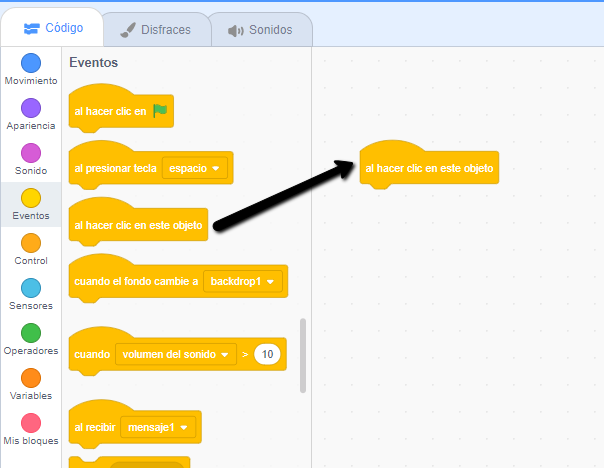 Código
Disfraces
Sonidos
Movimiento
Apariencia
Sonido
Eventos
Control
Sensores
Operadores
Variables
Mis bloques
Eventos
al hacer clic en
al presionar tecla espacio
al hacer clic en este objeto
cuando el fondo cambie a backdrop1
cuando volumen del sonido > 10
al recibir mensaje1
al hacer clic en este objeto